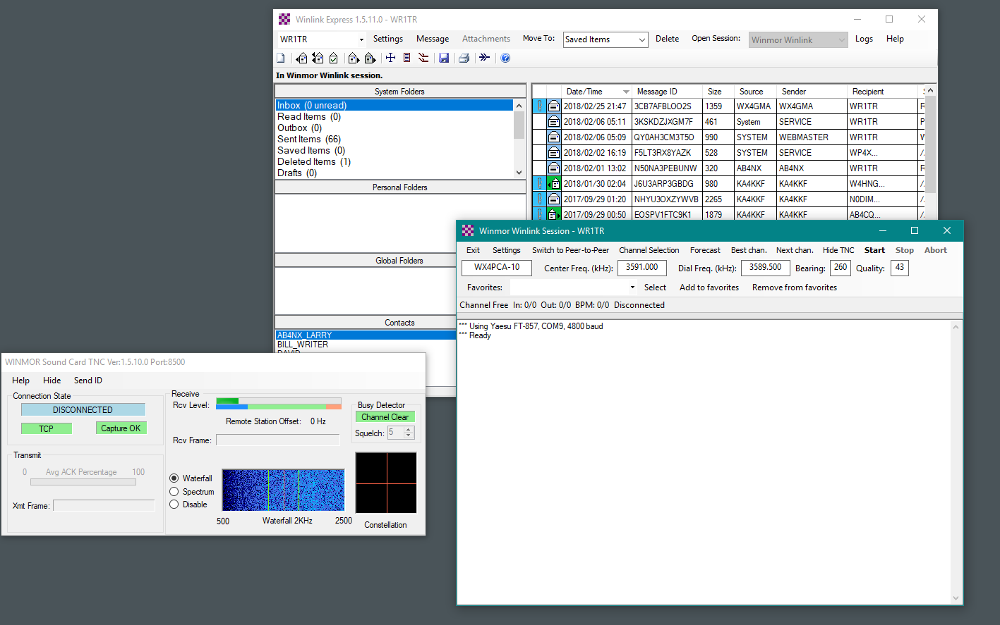 Winlink Express 1.5.11.0 - WR1TR
WR1TR Settings Message Attachments Move To: Saved Items Delete Open Session: Winmor Winlink Logs Help
In Winmor Winlink session.
System Folders
Inbox (0 unread)
Read Items (0)
Outbox (0)
Sent Items (66)
Saved Items (0)
Deleted Items (1)
Drafts (0)
Personal Folders
Global Folders
Contacts
AB4NX_LARRY
BILL_WRITER
Date/Time Message ID Size Source Sender Recipient
2018/02/25 21:47 3CB7AFBLOO2S 1359 WX4GMA WX4GMA WR1TR R
2018/02/06 05:11 3KSKDZJXGM7F 461 System SERVICE WR1TR P
2018/02/06 05:09 QY0AH3CM3T5O 990 SYSTEM WEBMASTER WR1TR W
2018/02/02 16:19 F5LT3RX8YAZK 528 SYSTEM SERVICE WP4X... //
2018/02/01 13:02 N50NA3PEBUNW 320 AB4NX AB4NX WR1TR R
2018/01/30 02:04 J6U3ARP3GBDG 980 KA4KKF KA4KKF W4HNG... //
2017/09/29 01:20 NHYU3OXZYWVB 2265 KA4KKF KA4KKF N0DIM... //
2017/09/29 00:50 EOSPV1FTC9K1 1879 KA4KKF KA4KKF AB4CQ... //
Winmor Winlink Session - WR1TR
Exit Settings Switch to Peer-to-Peer Channel Selection Forecast Best chan. Next chan. Hide TNC Start Stop Abort
WX4PCA-10 Center Freq. (kHz): 3591.000 Dial Freq. (kHz): 3589.500 Bearing: 260 Quality: 43
Favorites: Select Add to favorites Remove from favorites
Channel Free In: 0/0 Out: 0/0 BPM: 0/0 Disconnected
*** Using Yaesu FT-857, COM9, 4800 baud
*** Ready
WINMOR Sound Card TNC Ver:1.5.10.0 Port:8500
Help Hide Send ID
Connection State
DISCONNECTED
TCP Capture OK
Transmit
0 Avg ACK Percentage 100
Xmt Frame:
Receive
Rcv Level:
Remote Station Offset: 0 Hz
Rcv Frame:
Busy Detector
Channel Clear
Squelch: 5
Waterfall
Spectrum
Disable
500 Waterfall 2KHz 2500
Constellation